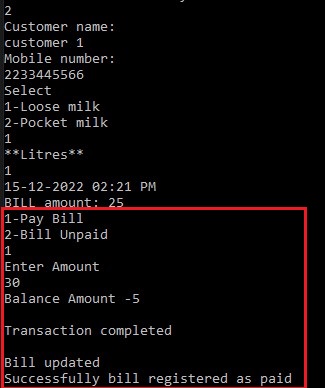 2
Customer name:
customer 1
Mobile number:
2233445566
Select
1-Loose milk
2-Pocket milk
1
**Litres**
1
15-12-2022 02:21 PM
BILL amount: 25
1-Pay Bill
2-Bill Unpaid
1
Enter Amount
30
Balance Amount -5
Transaction completed
Bill updated
Successfully bill registered as paid